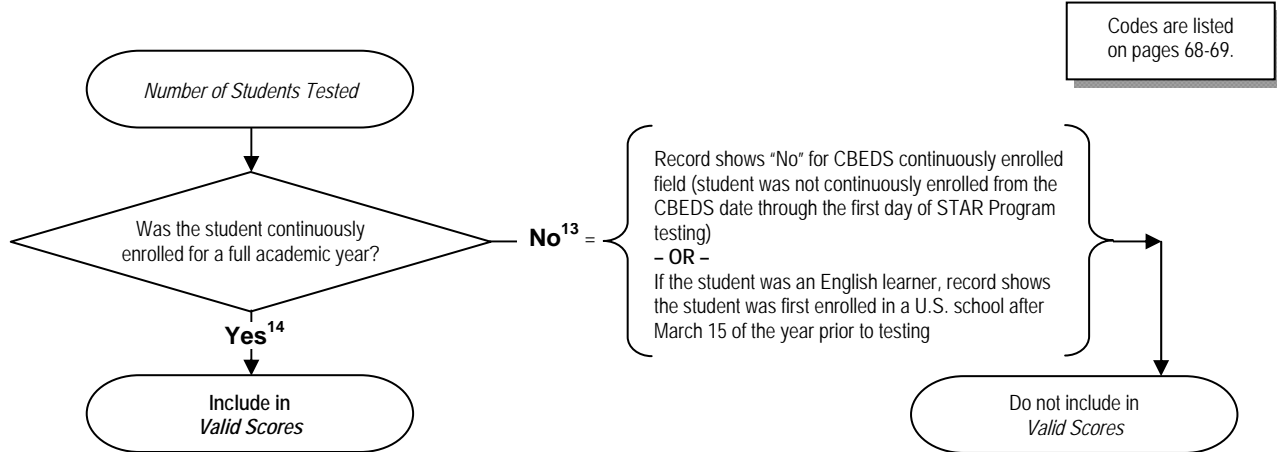 Codes are listed
on pages 68-69.
Number of Students Tested
Was the student continuously
enrolled for a full academic year?
No13 =
Record shows “No” for CBEDS continuously enrolled
field (student was not continuously enrolled from the
CBEDS date through the first day of STAR Program
testing)
– OR –
If the student was an English learner, record shows
the student was first enrolled in a U.S. school after
March 15 of the year prior to testing
Yes14
Include in
Valid Scores
Do not include in
Valid Scores